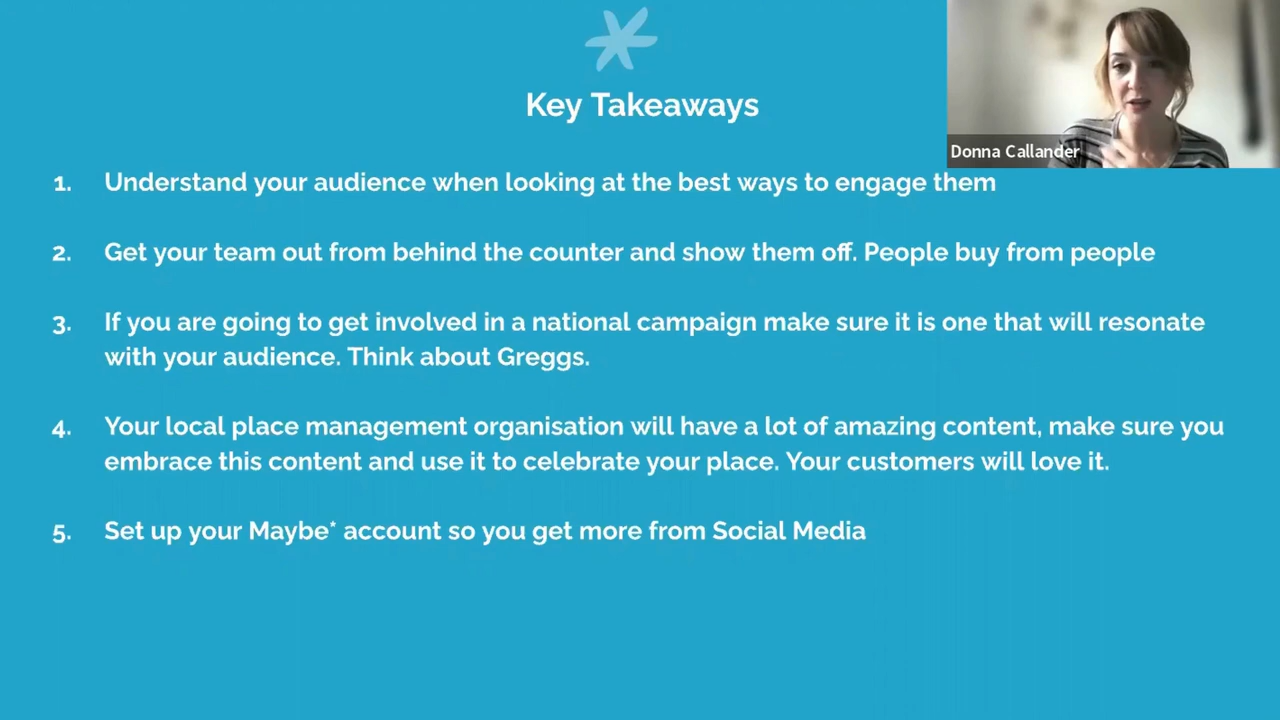 Key Takeaways
Donna Callander
1. Understand your audience when looking at the best ways to engage them
2. Get your team out from behind the counter and show them off. People buy from people
3. If you are going to get involved in a national campaign make sure it is one that will resonate
with your audience. Think about Greggs.
4. Your local place management organisation will have a lot of amazing content, make sure you
embrace this content and use it to celebrate your place. Your customers will love it.
5. Set up your Maybe* account so you get more from Social Media